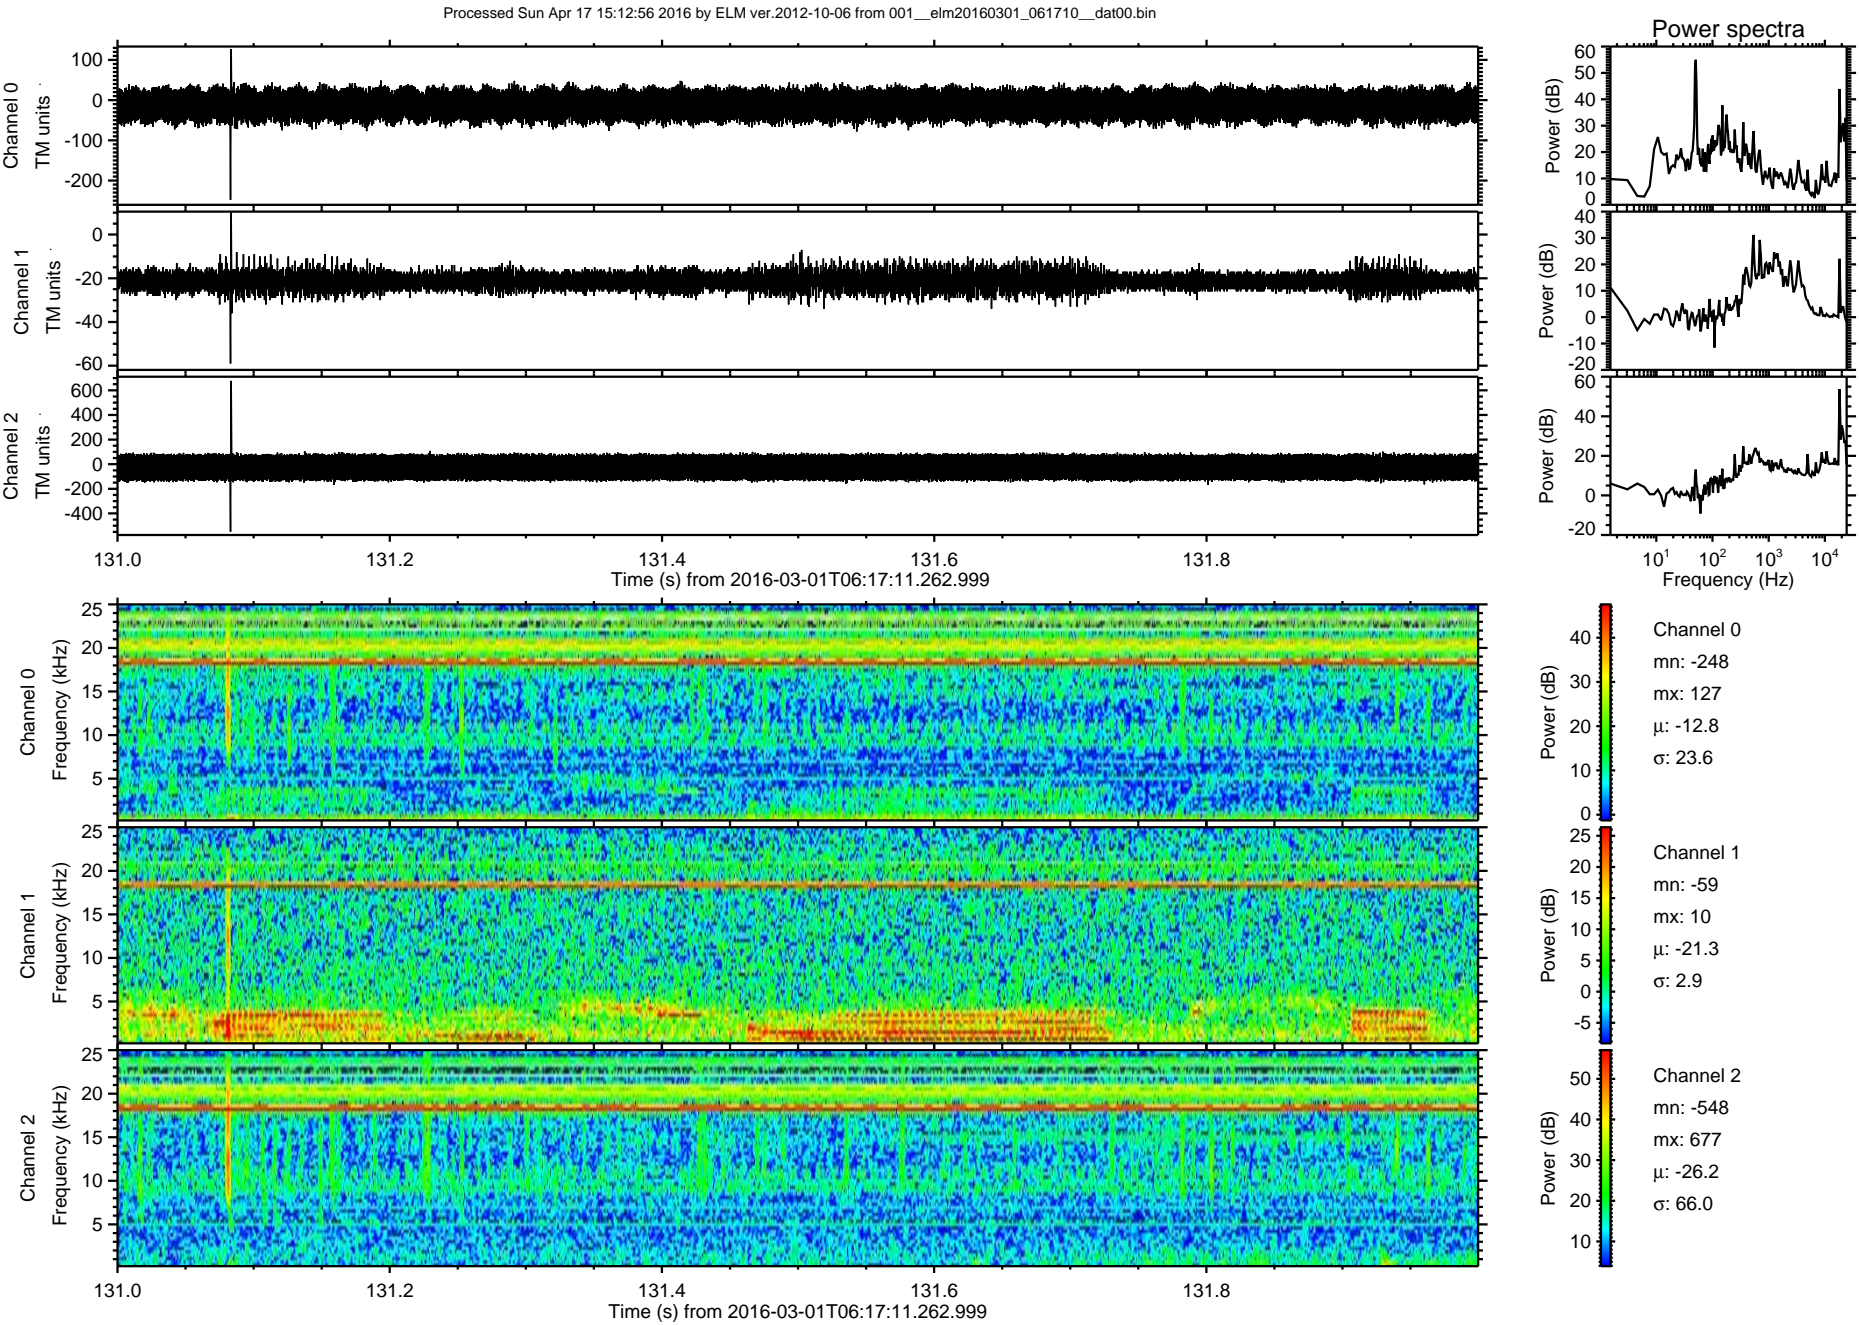 Processed Sun Apr 17 15:12:56 2016 by ELM ver.2012-10-06 from 001__elm20160301_061710__dat00.bin
Power spectra
Channel 0
TM units
100
0
-100
-200
Power (dB)
60
50
40
30
20
10
0
Channel 1
TM units
0
-20
-40
-60
Power (dB)
40
30
20
10
0
-10
-20
Channel 2
TM units
600
400
200
0
-200
-400
Power (dB)
60
40
20
0
-20
131.0 131.2 131.4 131.6 131.8
Time (s) from 2016-03-01T06:17:11.262.999
10¹ 10² 10³ 10⁴
Frequency (Hz)
Channel 0
Frequency (kHz)
25
20
15
10
5
Power (dB)
40
30
20
10
0
Channel 0
mn: -248
mx: 127
μ: -12.8
σ: 23.6
Channel 1
Frequency (kHz)
25
20
15
10
5
Power (dB)
25
20
15
10
5
0
-5
Channel 1
mn: -59
mx: 10
μ: -21.3
σ: 2.9
Channel 2
Frequency (kHz)
25
20
15
10
5
Power (dB)
50
40
30
20
10
Channel 2
mn: -548
mx: 677
μ: -26.2
σ: 66.0
131.0 131.2 131.4 131.6 131.8
Time (s) from 2016-03-01T06:17:11.262.999